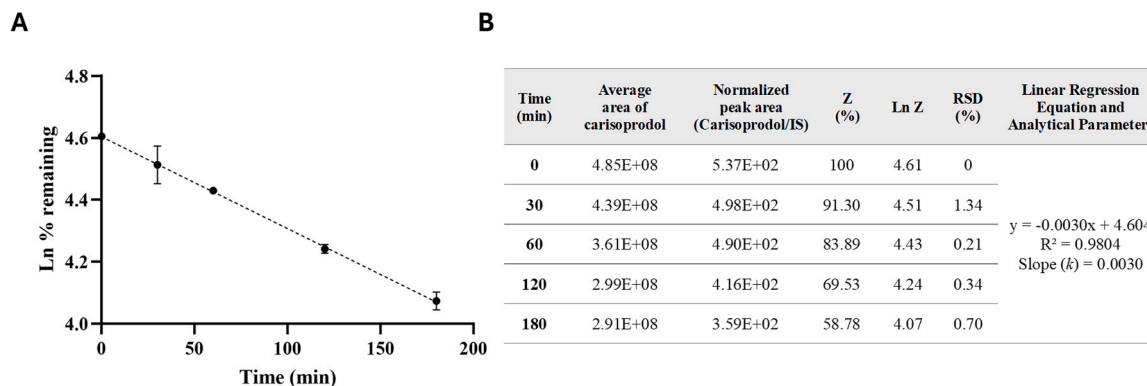 A
B
4.8
4.6
4.4
4.2
4.0
Ln % remaining
0
50
100
150
200
Time (min)
Time (min) Average area of carisoprodol Normalized peak area (Carisoprodol/IS) Z (%) Ln Z RSD (%) Linear Regression Equation and Analytical Parameter
0 4.85E+08 5.37E+02 100 4.61 0
30 4.39E+08 4.98E+02 91.30 4.51 1.34
60 3.61E+08 4.90E+02 83.89 4.43 0.21
120 2.99E+08 4.16E+02 69.53 4.24 0.34
180 2.91E+08 3.59E+02 58.78 4.07 0.70
y = -0.0030x + 4.604
R² = 0.9804
Slope (k) = 0.0030